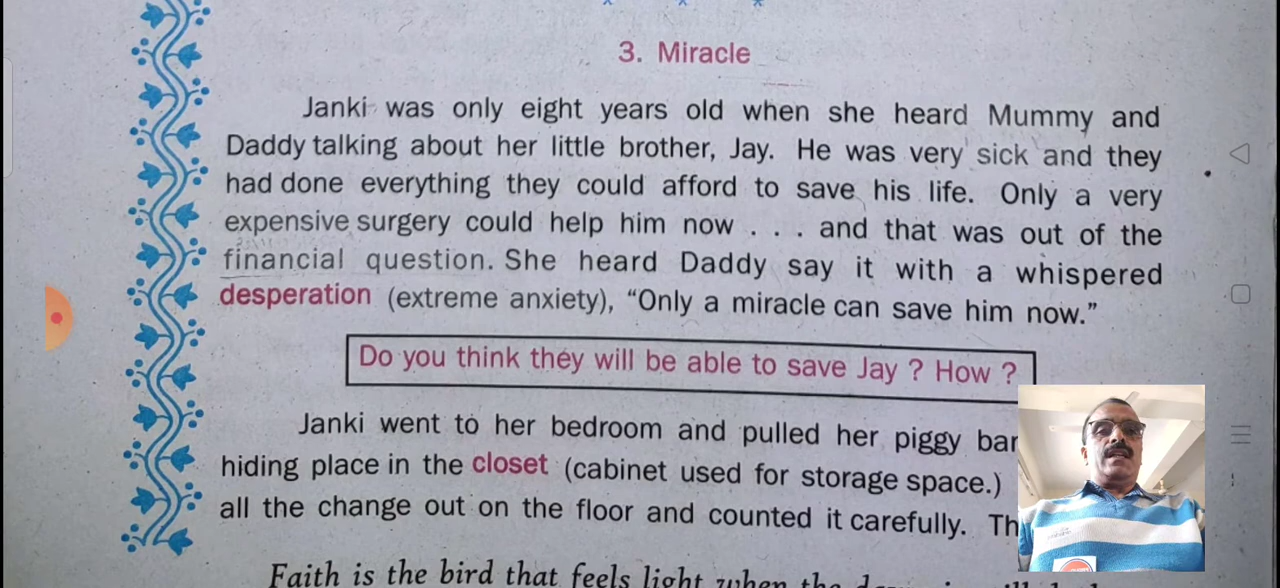 3. Miracle
Janki was only eight years old when she heard Mummy and
Daddy talking about her little brother, Jay. He was very sick and they
had done everything they could afford to save his life. Only a very
expensive surgery could help him now . . . and that was out of the
financial question. She heard Daddy say it with a whispered
desperation (extreme anxiety), “Only a miracle can save him now.”
Do you think they will be able to save Jay ? How ?
Janki went to her bedroom and pulled her piggy
hiding place in the closet (cabinet used for storage space.)
all the change out on the floor and counted it carefully.
Faith is the bird that feels light when the